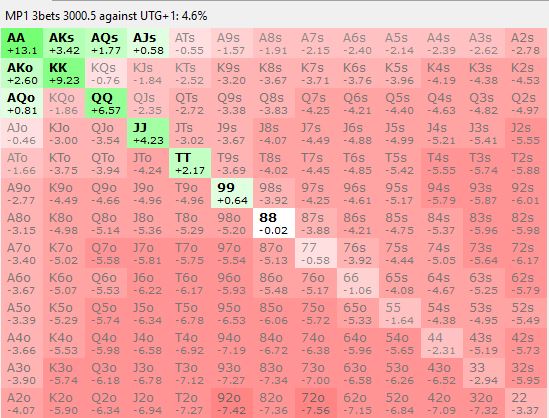 MP1 3bets 3000.5 against UTG+1: 4.6%
AA AKs AQs AJs ATs A9s A8s A7s A6s A5s A4s A3s A2s
+13.1 +3.42 +1.77 +0.58 -0.55 -1.57 -1.91 -2.15 -2.40 -2.14 -2.39 -2.62 -2.78
AKo KK KQs KJs KTs K9s K8s K7s K6s K5s K4s K3s K2s
+2.60 +9.23 -0.76 -1.84 -2.52 -3.20 -3.67 -3.71 -3.76 -3.96 -4.19 -4.38 -4.53
AQo KQo QQ QJs QTs Q9s Q8s Q7s Q6s Q5s Q4s Q3s Q2s
+0.81 -1.86 +6.57 -2.35 -2.72 -3.38 -3.83 -4.25 -4.21 -4.40 -4.63 -4.82 -4.97
AJo KJo QJo JJ JTs J9s J8s J7s J6s J5s J4s J3s J2s
-0.46 -3.00 -3.54 +4.23 -3.02 -3.67 -4.07 -4.49 -4.88 -4.99 -5.21 -5.41 -5.55
ATo KTo QTo JTo TT T9s T8s T7s T6s T5s T4s T3s T2s
-1.66 -3.75 -3.94 -4.24 +2.17 -3.69 -4.02 -4.45 -4.85 -5.42 -5.55 -5.74 -5.88
A9o K9o Q9o J9o T9o 99 98s 97s 96s 95s 94s 93s 92s
-2.77 -4.49 -4.66 -4.96 -4.96 +0.64 -3.92 -4.25 -4.61 -5.17 -5.79 -5.87 -6.01
A8o K8o Q8o J8o T8o 98o 88 87s 86s 85s 84s 83s 82s
-3.15 -4.98 -5.14 -5.36 -5.29 -5.20 -0.02 -3.88 -4.21 -4.75 -5.37 -5.96 -5.98
A7o K7o Q7o J7o T7o 97o 87o 77 76s 75s 74s 73s 72s
-3.40 -5.02 -5.58 -5.81 -5.75 -5.54 -5.13 -0.58 -3.92 -4.44 -5.05 -5.64 -6.17
A6o K6o Q6o J6o T6o 96o 86o 76o 66 65s 64s 63s 62s
-3.67 -5.07 -5.53 -6.22 -6.17 -5.93 -5.48 -5.17 -1.06 -4.08 -4.67 -5.25 -5.79
A5o K5o Q5o J5o T5o 95o 85o 75o 65o 55 54s 53s 52s
-3.39 -5.29 -5.74 -6.34 -6.78 -6.53 -6.06 -5.72 -5.33 -1.64 -4.38 -4.95 -5.49
A4o K4o Q4o J4o T4o 94o 84o 74o 64o 54o 44 43s 42s
-3.66 -5.53 -5.98 -6.58 -6.92 -7.19 -6.72 -6.38 -5.96 -5.65 -2.31 -5.19 -5.73
A3o K3o Q3o J3o T3o 93o 83o 73o 63o 53o 43o 33 32s
-3.90 -5.74 -6.18 -6.78 -7.12 -7.27 -7.34 -7.00 -6.58 -6.26 -6.52 -2.94 -5.95
A2o K2o Q2o J2o T2o 92o 82o 72o 62o 52o 42o 32o 22
-4.07 -5.90 -6.34 -6.94 -7.27 -7.42 -7.36 -7.56 -7.15 -6.84 -7.09 -7.32 -3.37